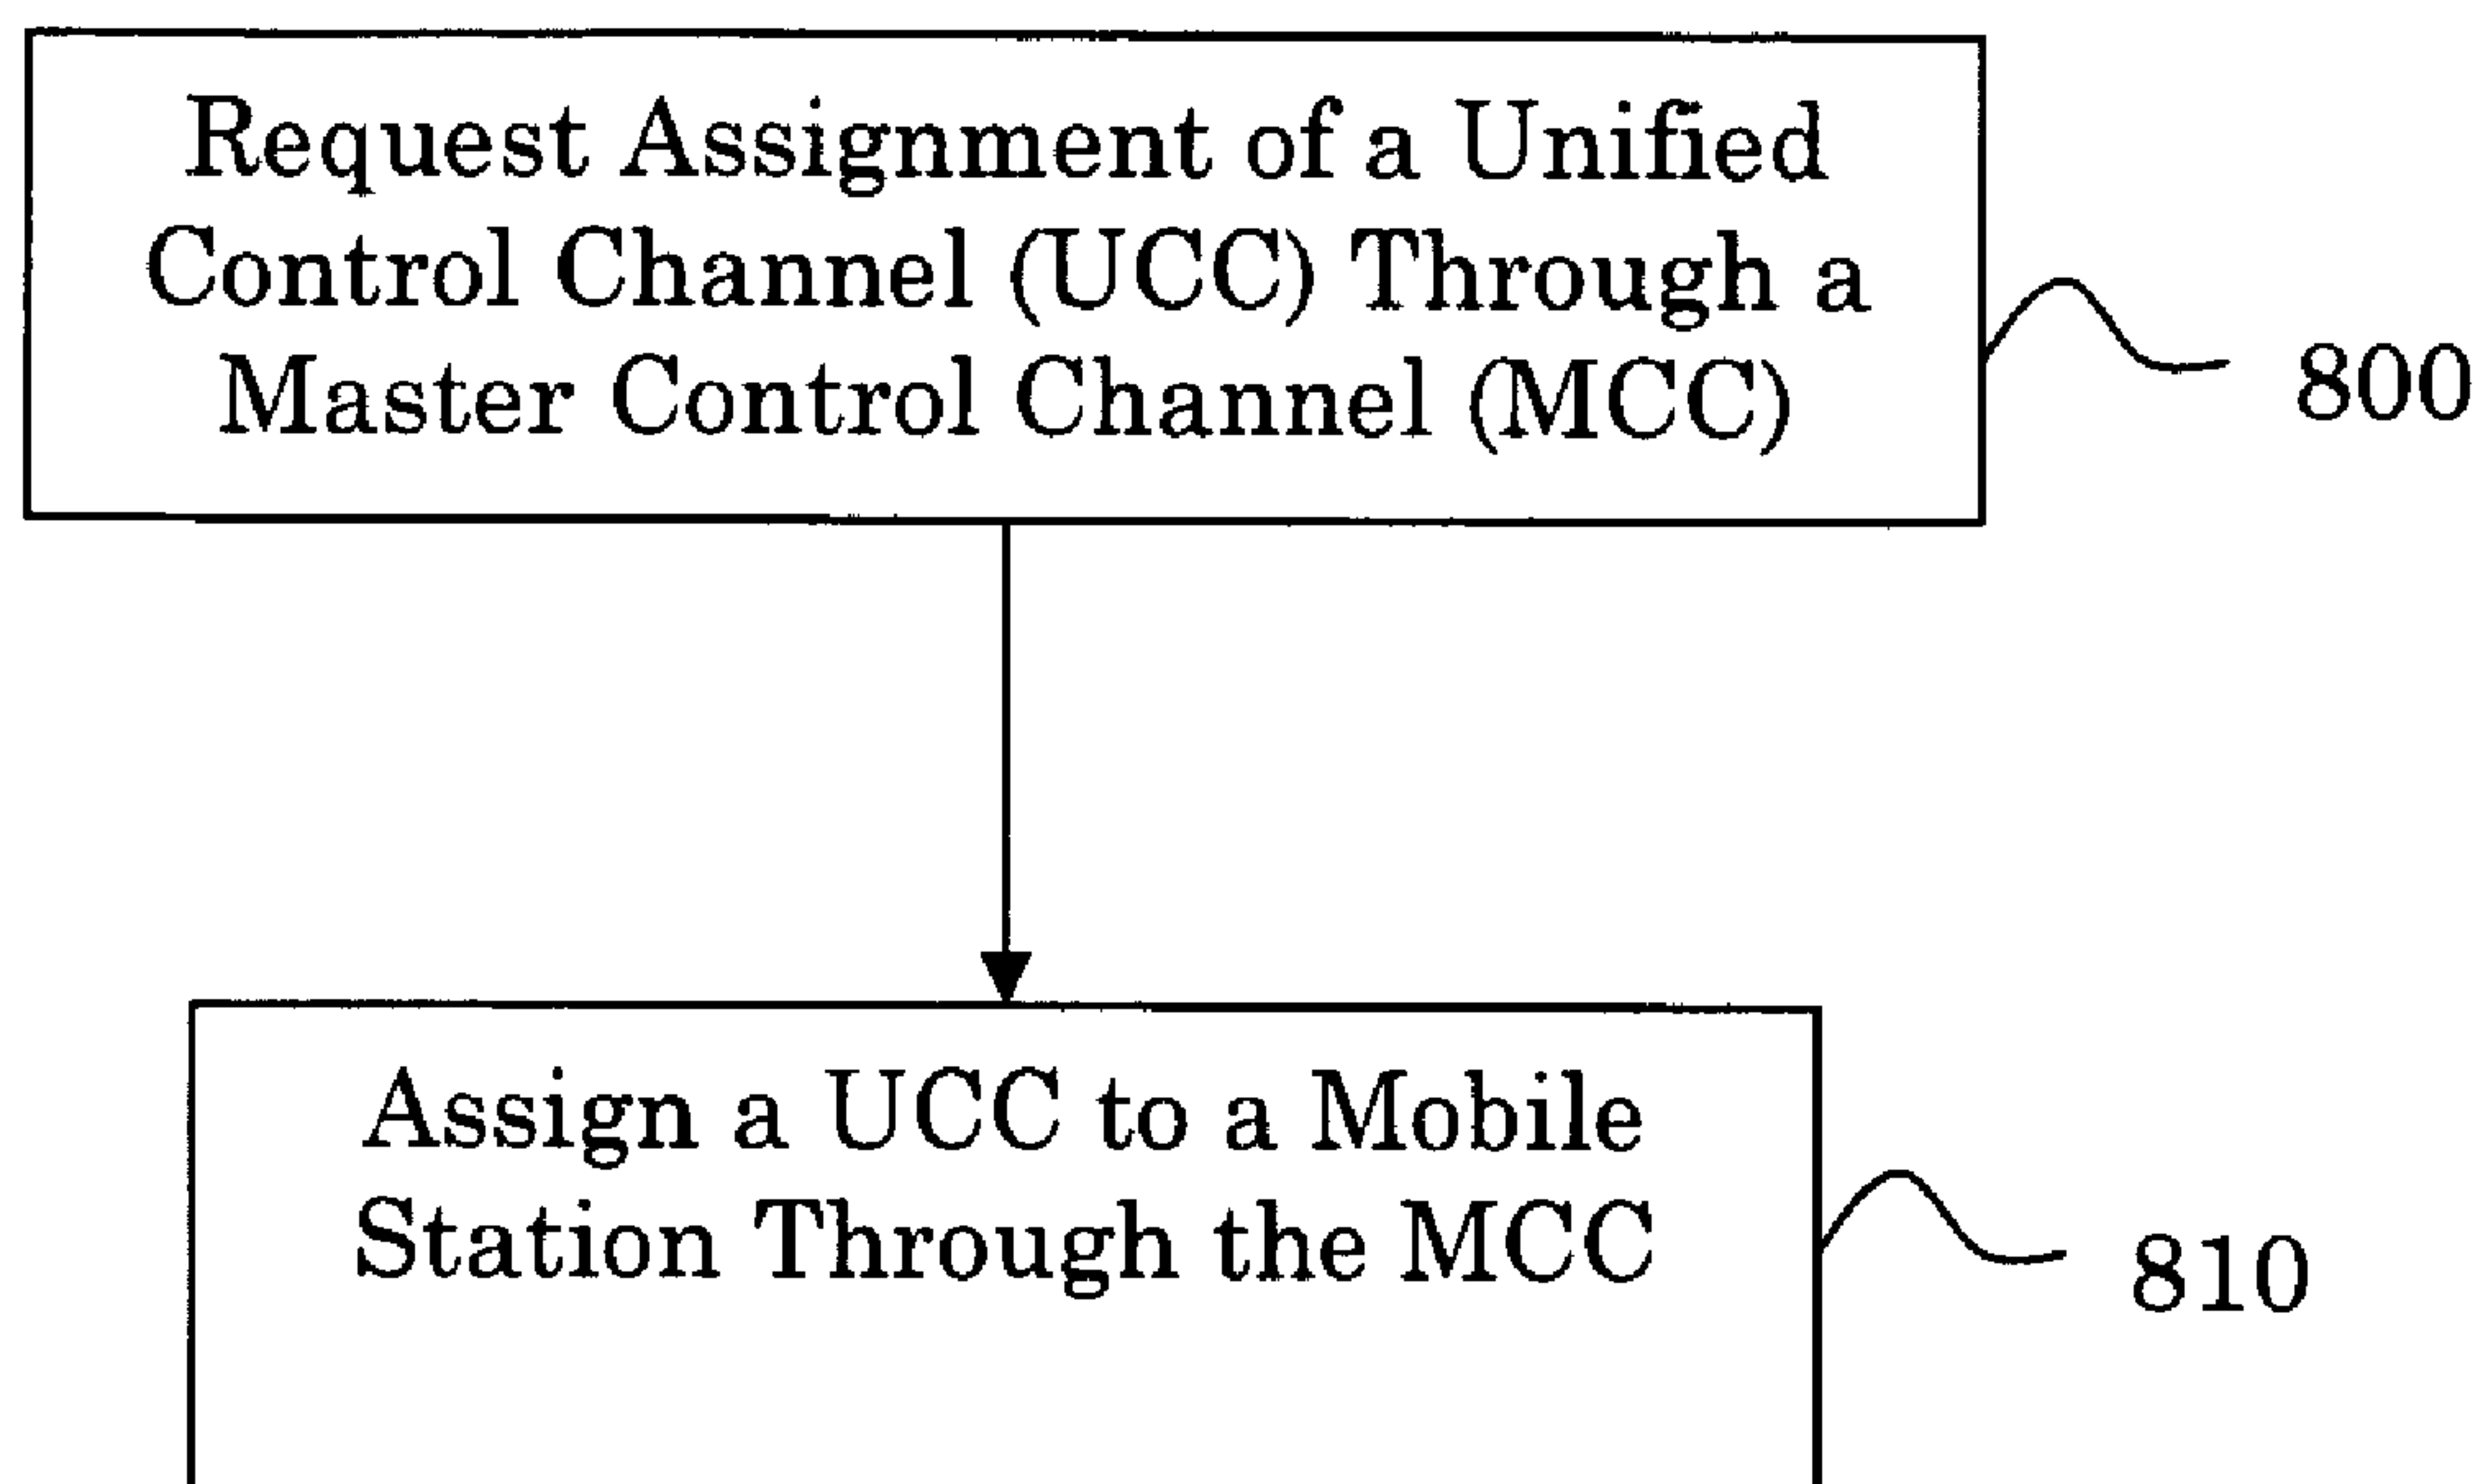 Request Assignment of a Unified
Control Channel (UCC) Through a
Master Control Channel (MCC)
800
Assign a UCC to a Mobile
Station Through the MCC
810